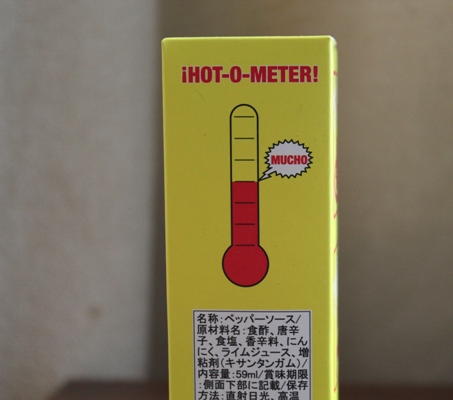 ¡HOT-O-METER!
MUCHO
名称:ペッパーソース/
原材料名:食酢、唐辛
子、食塩、香辛料、にん
にく、ライムジュース、増
粘剤(キサンタンガム)/
内容量:59ml/賞味期限
:側面下部に記載/保存
方法:直射日光、高温